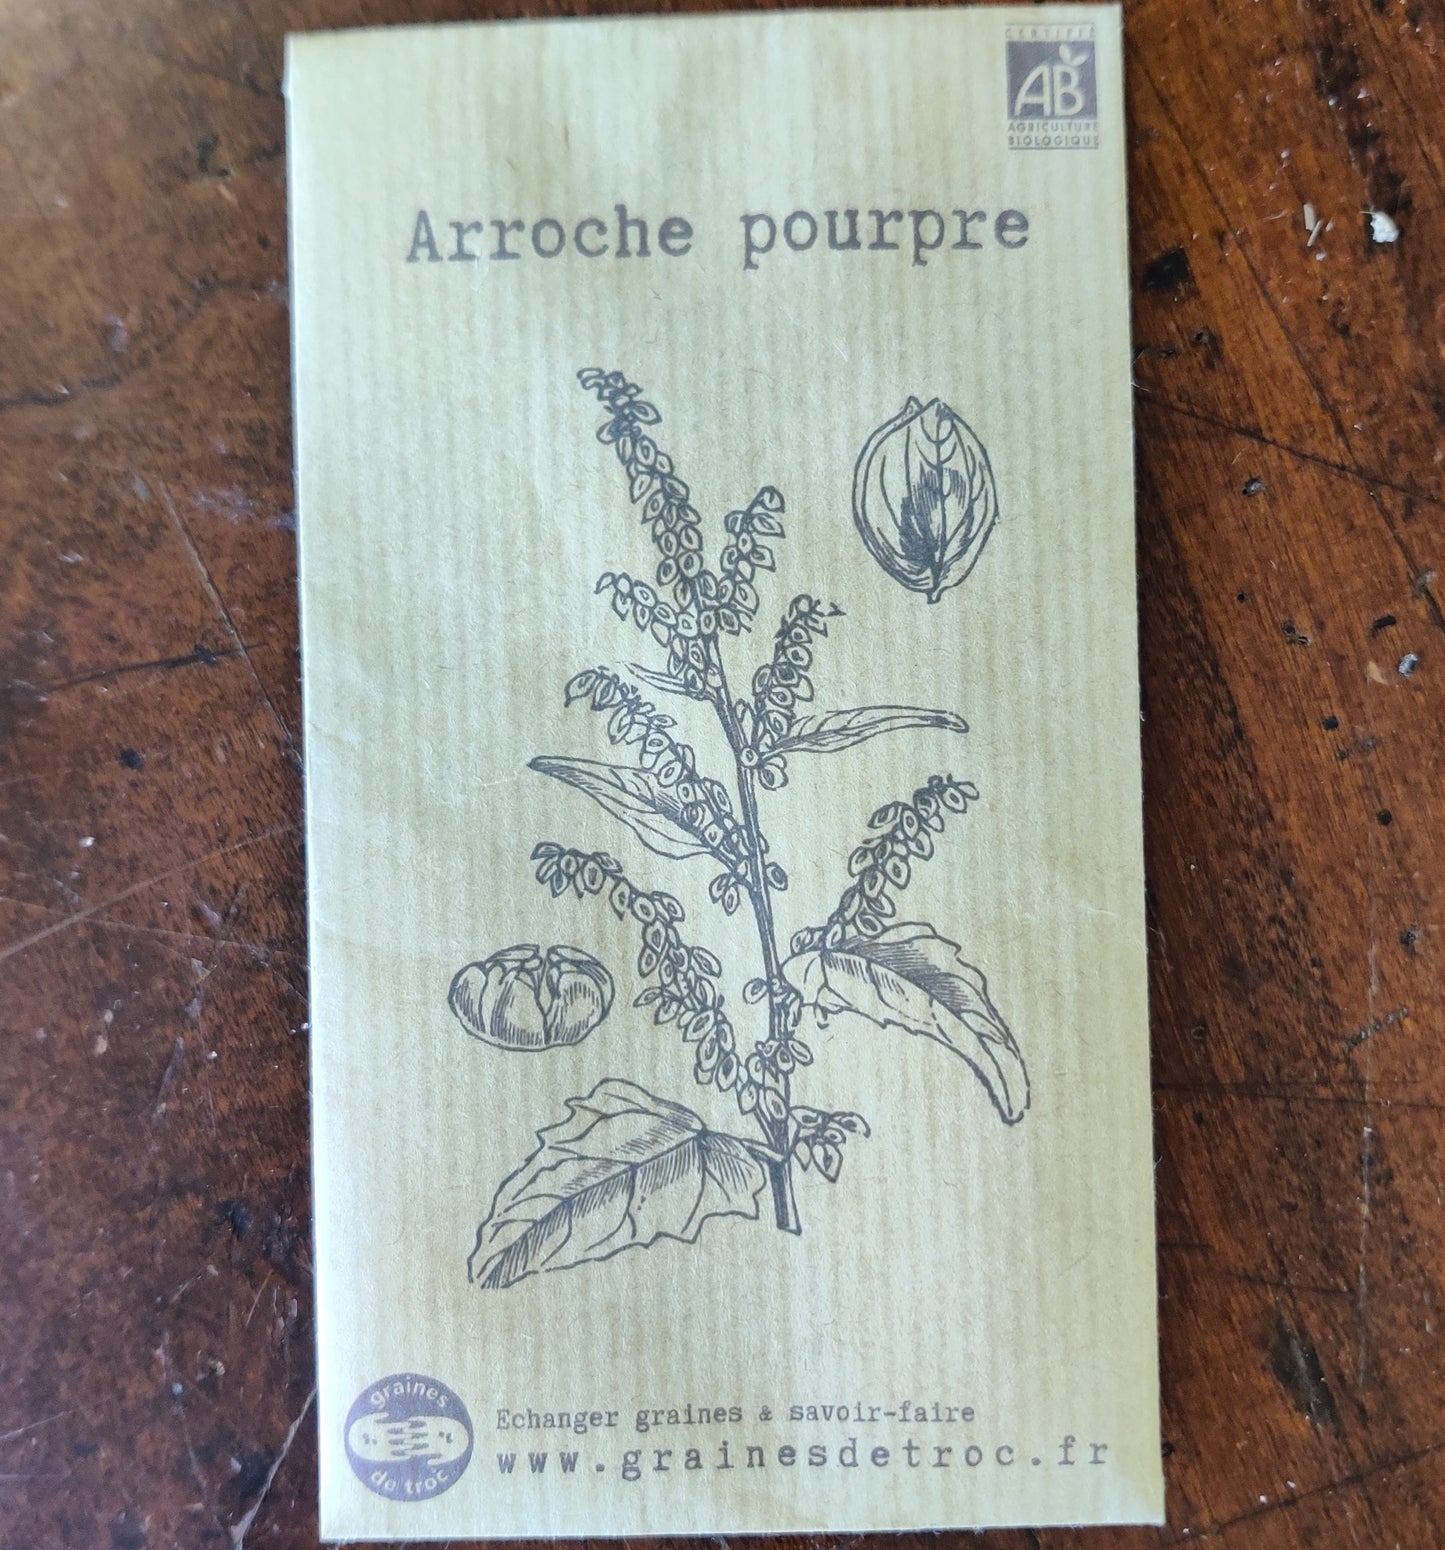 CERTIFIÉ
AB
AGRICULTURE
BIOLOGIQUE
Arroche pourpre
graines
de troc
Echanger graines & savoir-faire
www.grainesdetroc.fr